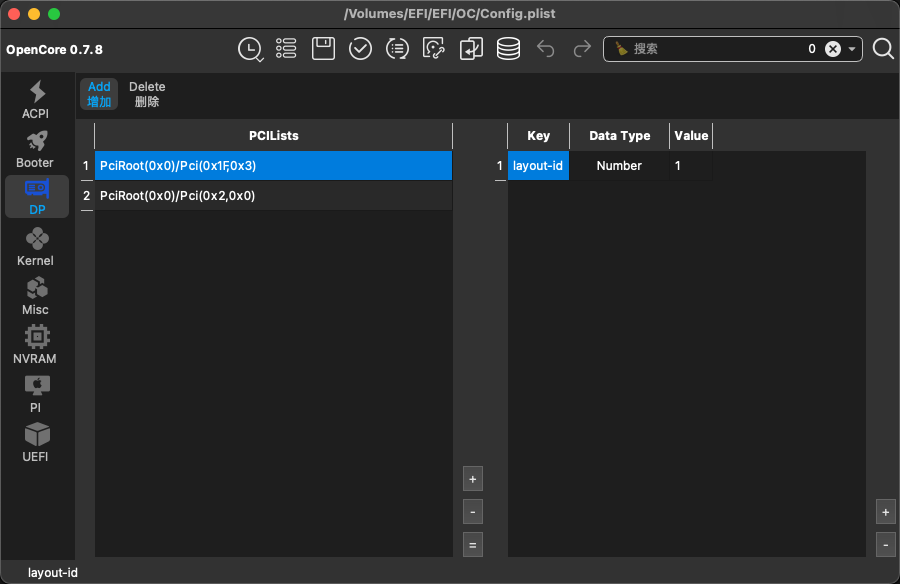 /Volumes/EFI/EFI/OC/Config.plist
OpenCore 0.7.8
搜索
0
ACPI
Booter
DP
Kernel
Misc
NVRAM
PI
UEFI
Add
增加
Delete
删除
PCILists
1 PciRoot(0x0)/Pci(0x1F,0x3)
2 PciRoot(0x0)/Pci(0x2,0x0)
+
-
=
Key Data Type Value
1 layout-id Number 1
+
-
layout-id